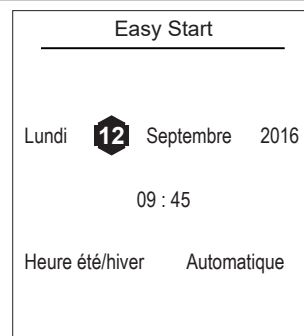 Easy Start
Lundi 12 Septembre 2016
09 : 45
Heure été/hiver Automatique